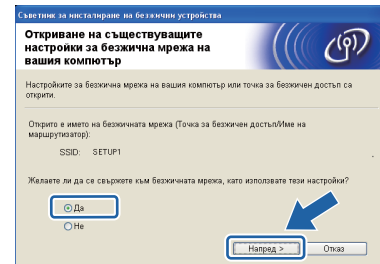 Съветник за инсталиране на безжични устройства
Откриване на съществуващите
настройки за безжична мрежа на
вашия компютър
Настройките за безжична мрежа на вашия компютър или точка за безжичен достъп са
открити.
Открито е името на безжичната мрежа (Точка за безжичен достъп/Име на
маршрутизатор):
SSID: SETUP1
Желаете ли да се свържете към безжичната мрежа, като използвате тези настройки?
Да
Не
Напред >
Отказ